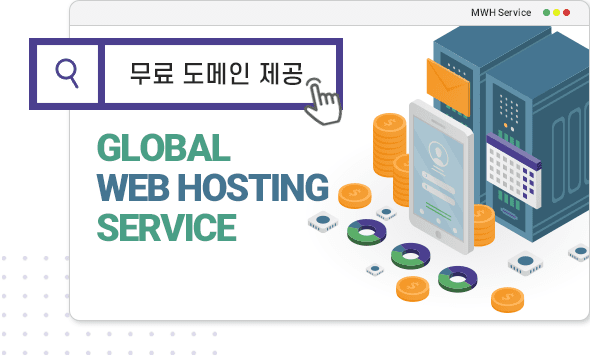 MWH Service
무료 도메인 제공
GLOBAL
WEB HOSTING
SERVICE